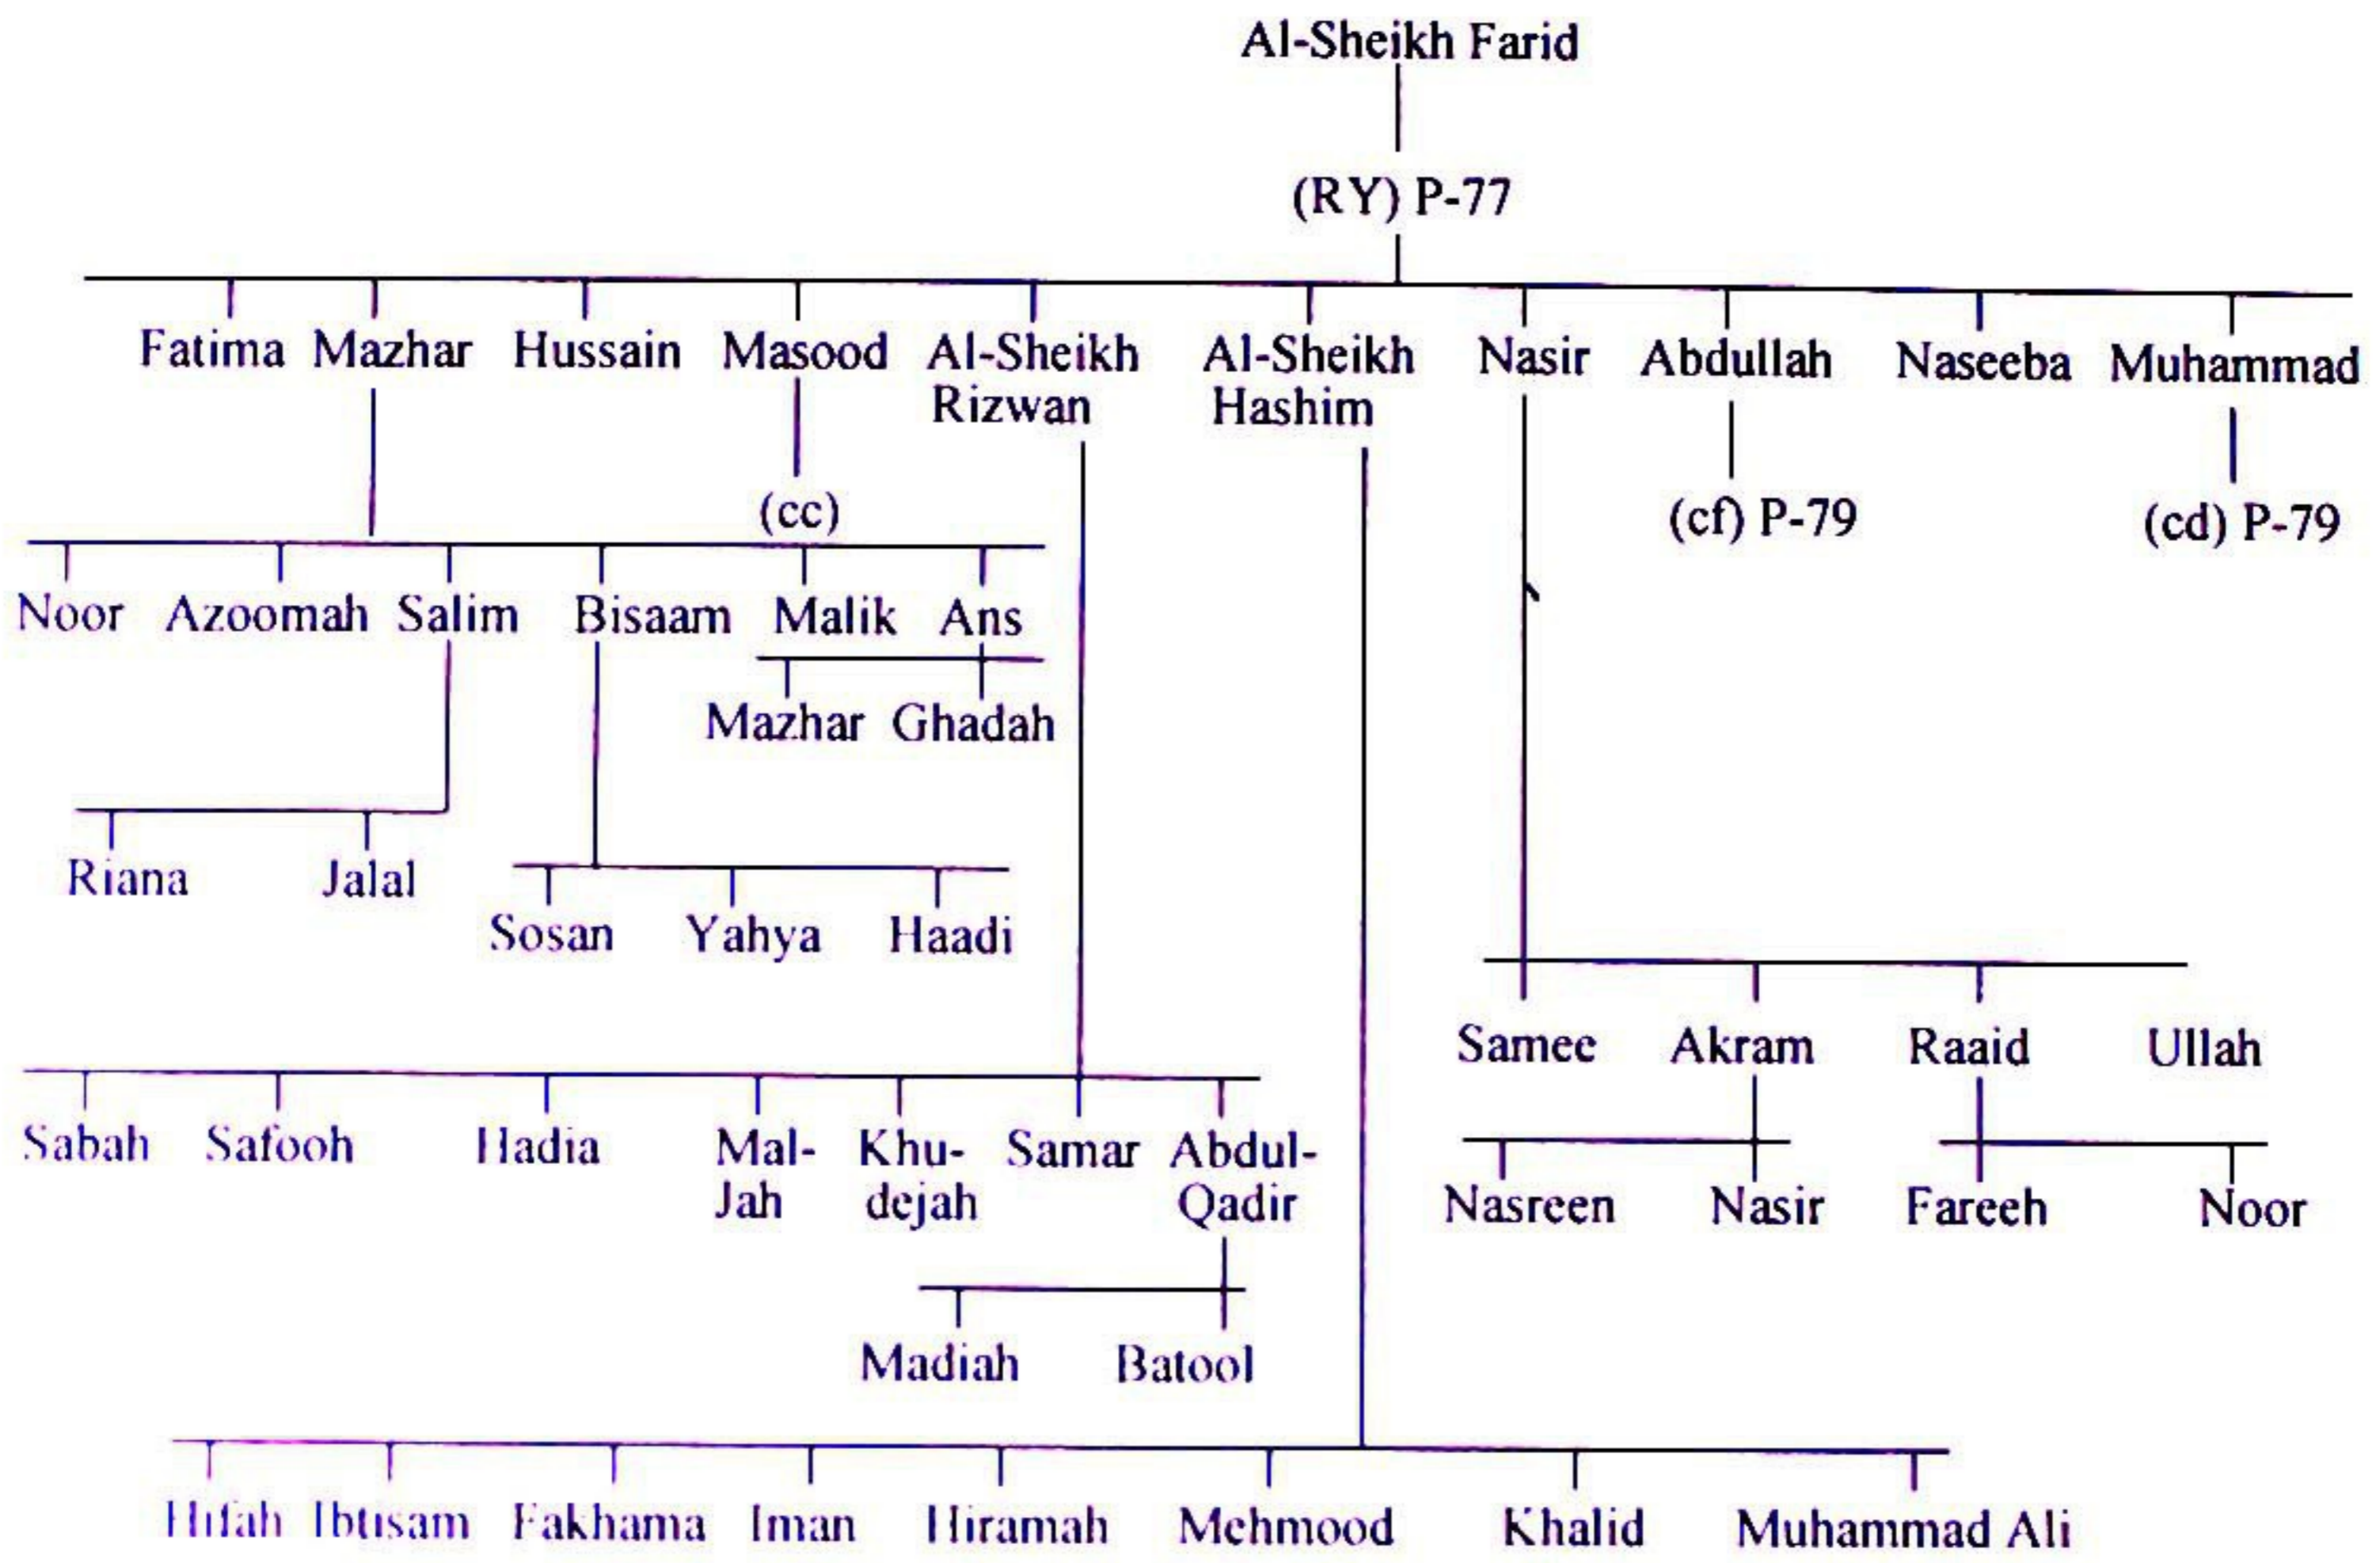 Al-Sheikh Farid
(RY) P-77
Fatima Mazhar Hussain Masood Al-Sheikh Rizwan Al-Sheikh Hashim Nasir Abdullah Naseeba Muhammad
(cc) (cf) P-79 (cd) P-79
Noor Azoomah Salim Bisaam Malik Ans
Mazhar Ghadah
Riana Jalal
Sosan Yahya Haadi
Samee Akram Raaid Ullah
Sabah Safooh Hadia Mal-Jah Khu-dejah Samar Abdul-Qadir
Nasreen Nasir Fareeh Noor
Madiah Batool
Hifah Ibtisam Fakhama Iman Hiramah Mehmood Khalid Muhammad Ali